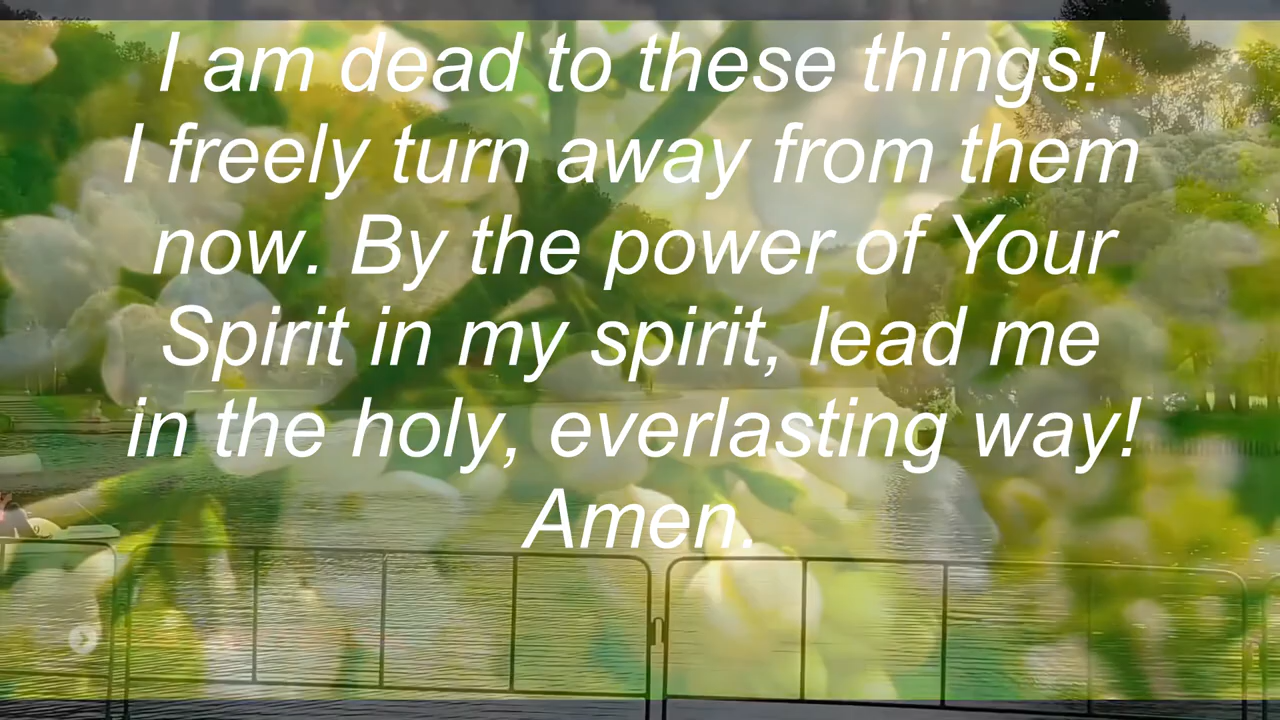 I am dead to these things!
I freely turn away from them
now. By the power of Your
Spirit in my spirit, lead me
in the holy, everlasting way!
Amen.